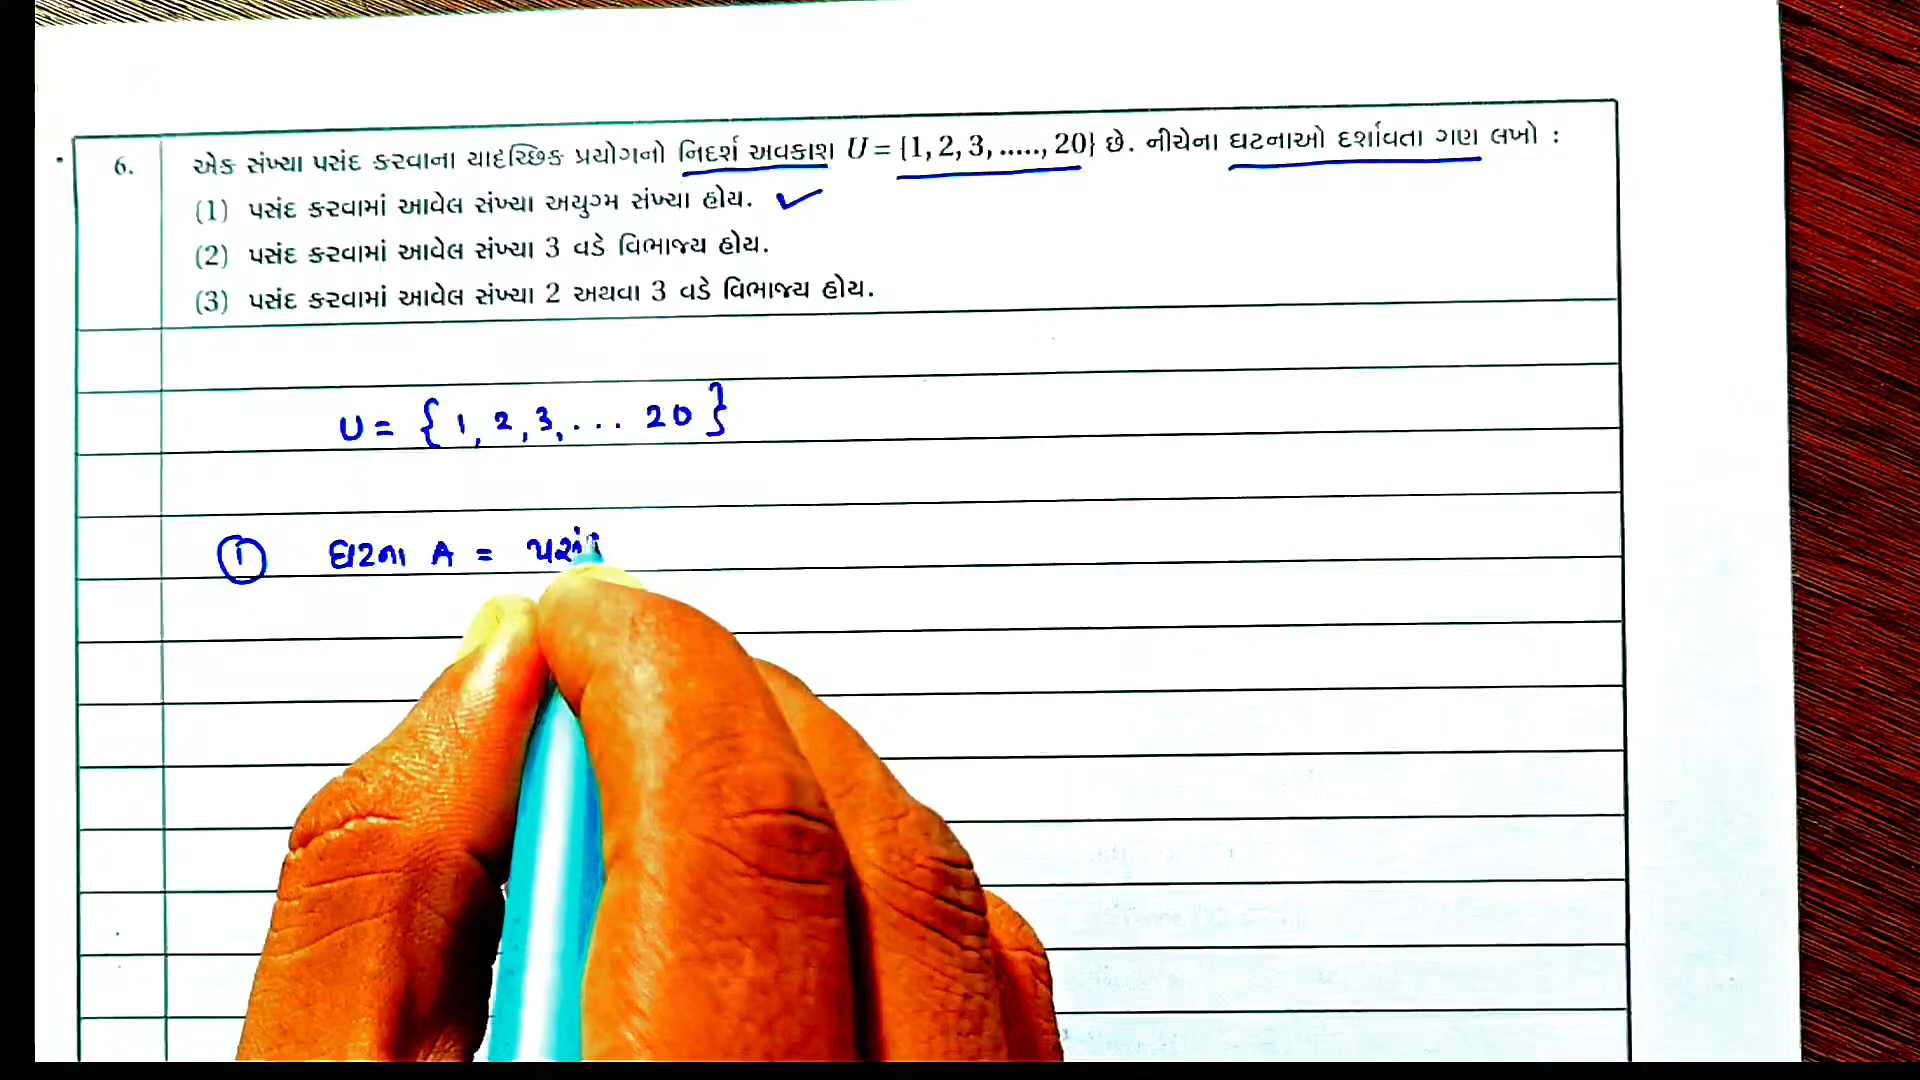 6. એક સંખ્યા પસંદ કરવાના યાદચ્છિક પ્રયોગનો નિદર્શ અવકાશ U = {1, 2, 3, ....., 20} છે. નીચેના ઘટનાઓ દર્શાવતા ગણ લખો :
(1) પસંદ કરવામાં આવેલ સંખ્યા અયુગ્મ સંખ્યા હોય.
(2) પસંદ કરવામાં આવેલ સંખ્યા 3 વડે વિભાજ્ય હોય.
(3) પસંદ કરવામાં આવેલ સંખ્યા 2 અથવા 3 વડે વિભાજ્ય હોય.
U = { 1, 2, 3, ... 20 }
1 ઘટના A =